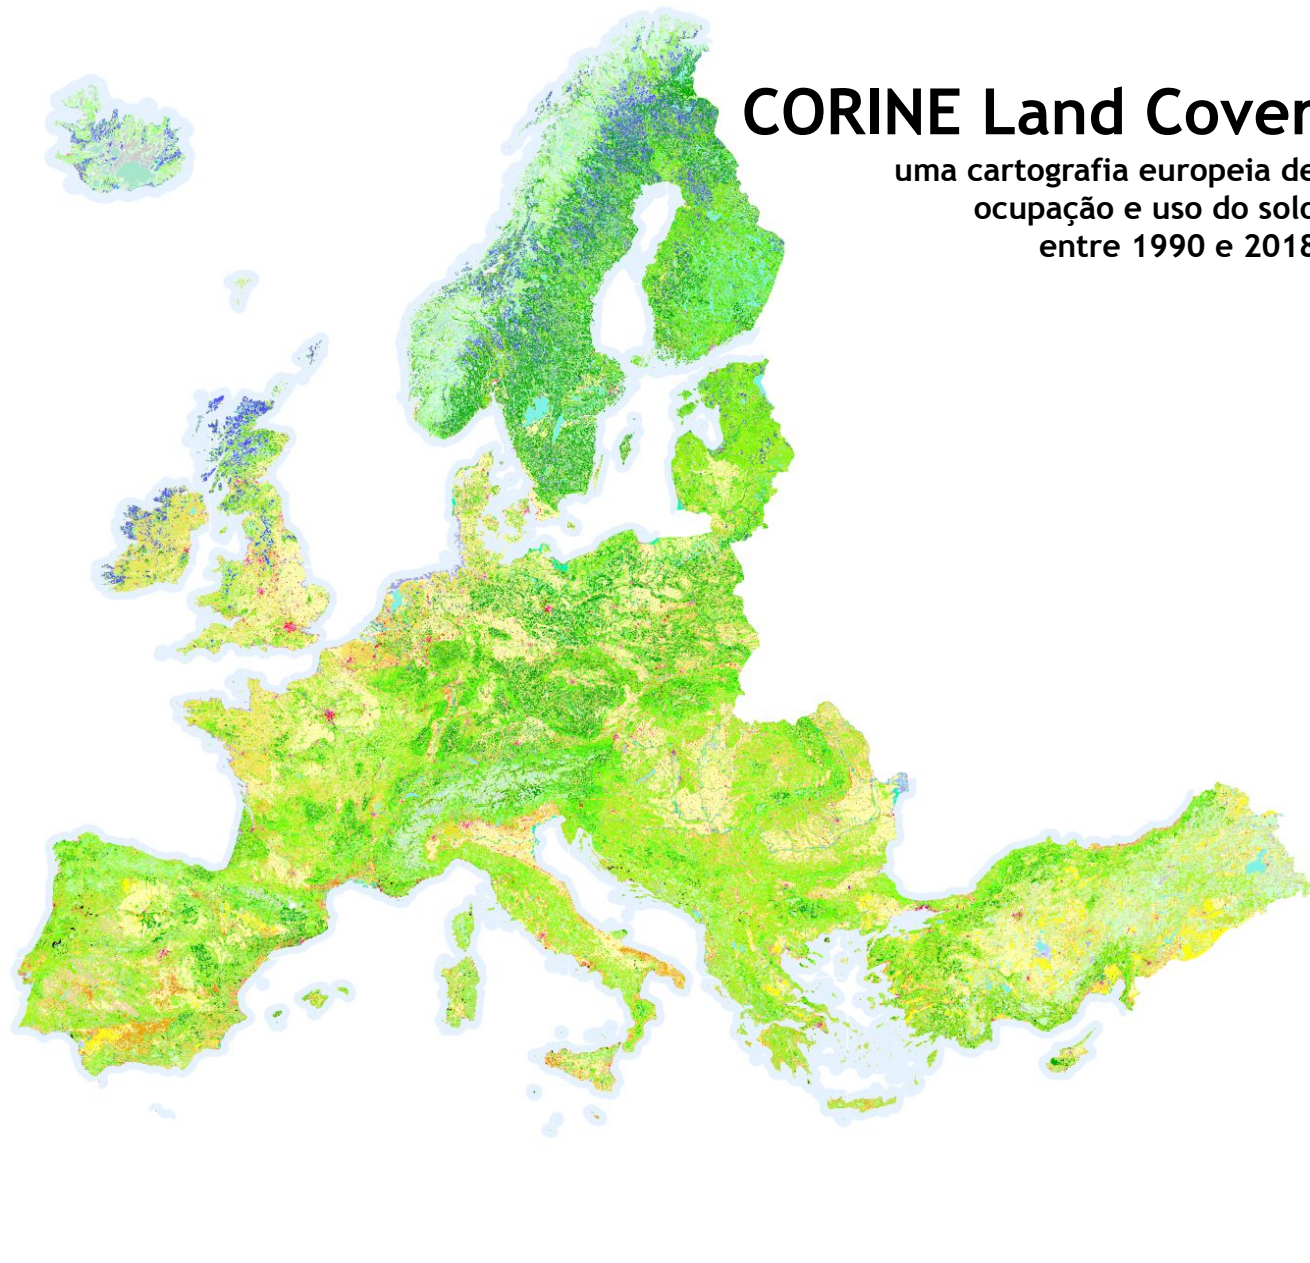 CORINE Land Cover
uma cartografia europeia de
ocupação e uso do solo
entre 1990 e 2018